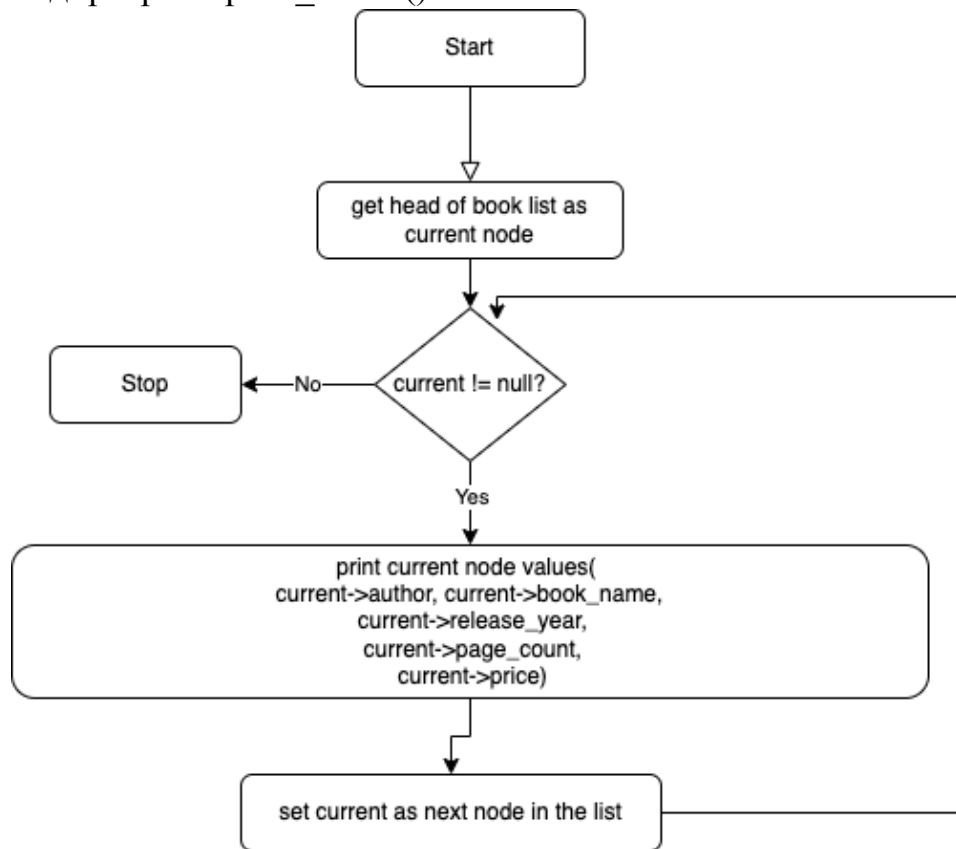 Start
get head of book list as
current node
current != null?
No
Stop
Yes
print current node values(
current->author, current->book_name,
current->release_year,
current->page_count,
current->price)
set current as next node in the list